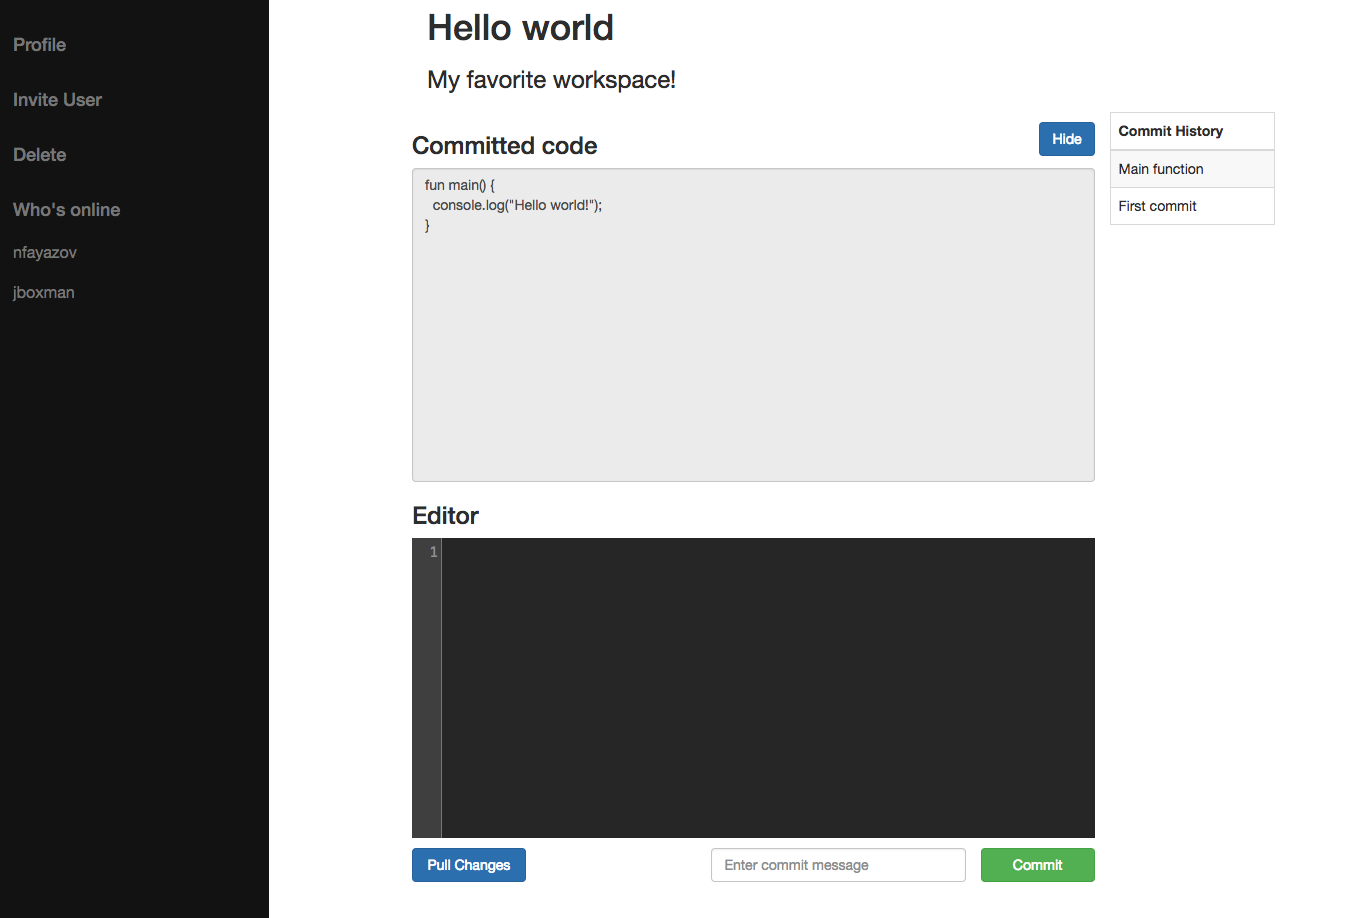 Profile
Invite User
Delete
Who's online
nfayazov
jboxman
Hello world
My favorite workspace!
Committed code
Hide
fun main() {
  console.log("Hello world!");
}
Commit History
Main function
First commit
Editor
1
Pull Changes
Enter commit message
Commit